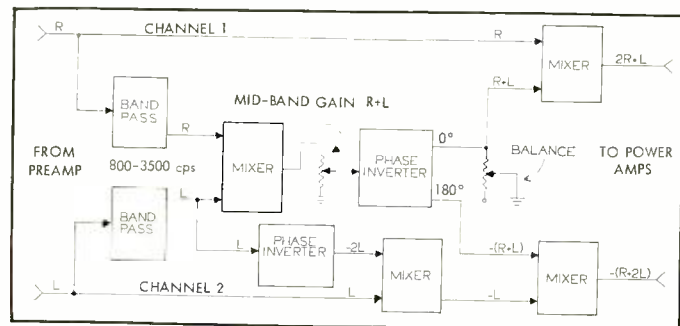 R CHANNEL 1 R
MIXER 2R+L
BAND PASS
R
MID-BAND GAIN R+L
R+L
FROM PREAMP
800-3500 cps
MIXER
PHASE INVERTER
0°
180°
BALANCE
TO POWER AMPS
L
BAND PASS
L
PHASE INVERTER
-2L
MIXER
-(R+L)
MIXER
-(R+2L)
L CHANNEL 2 L
-L